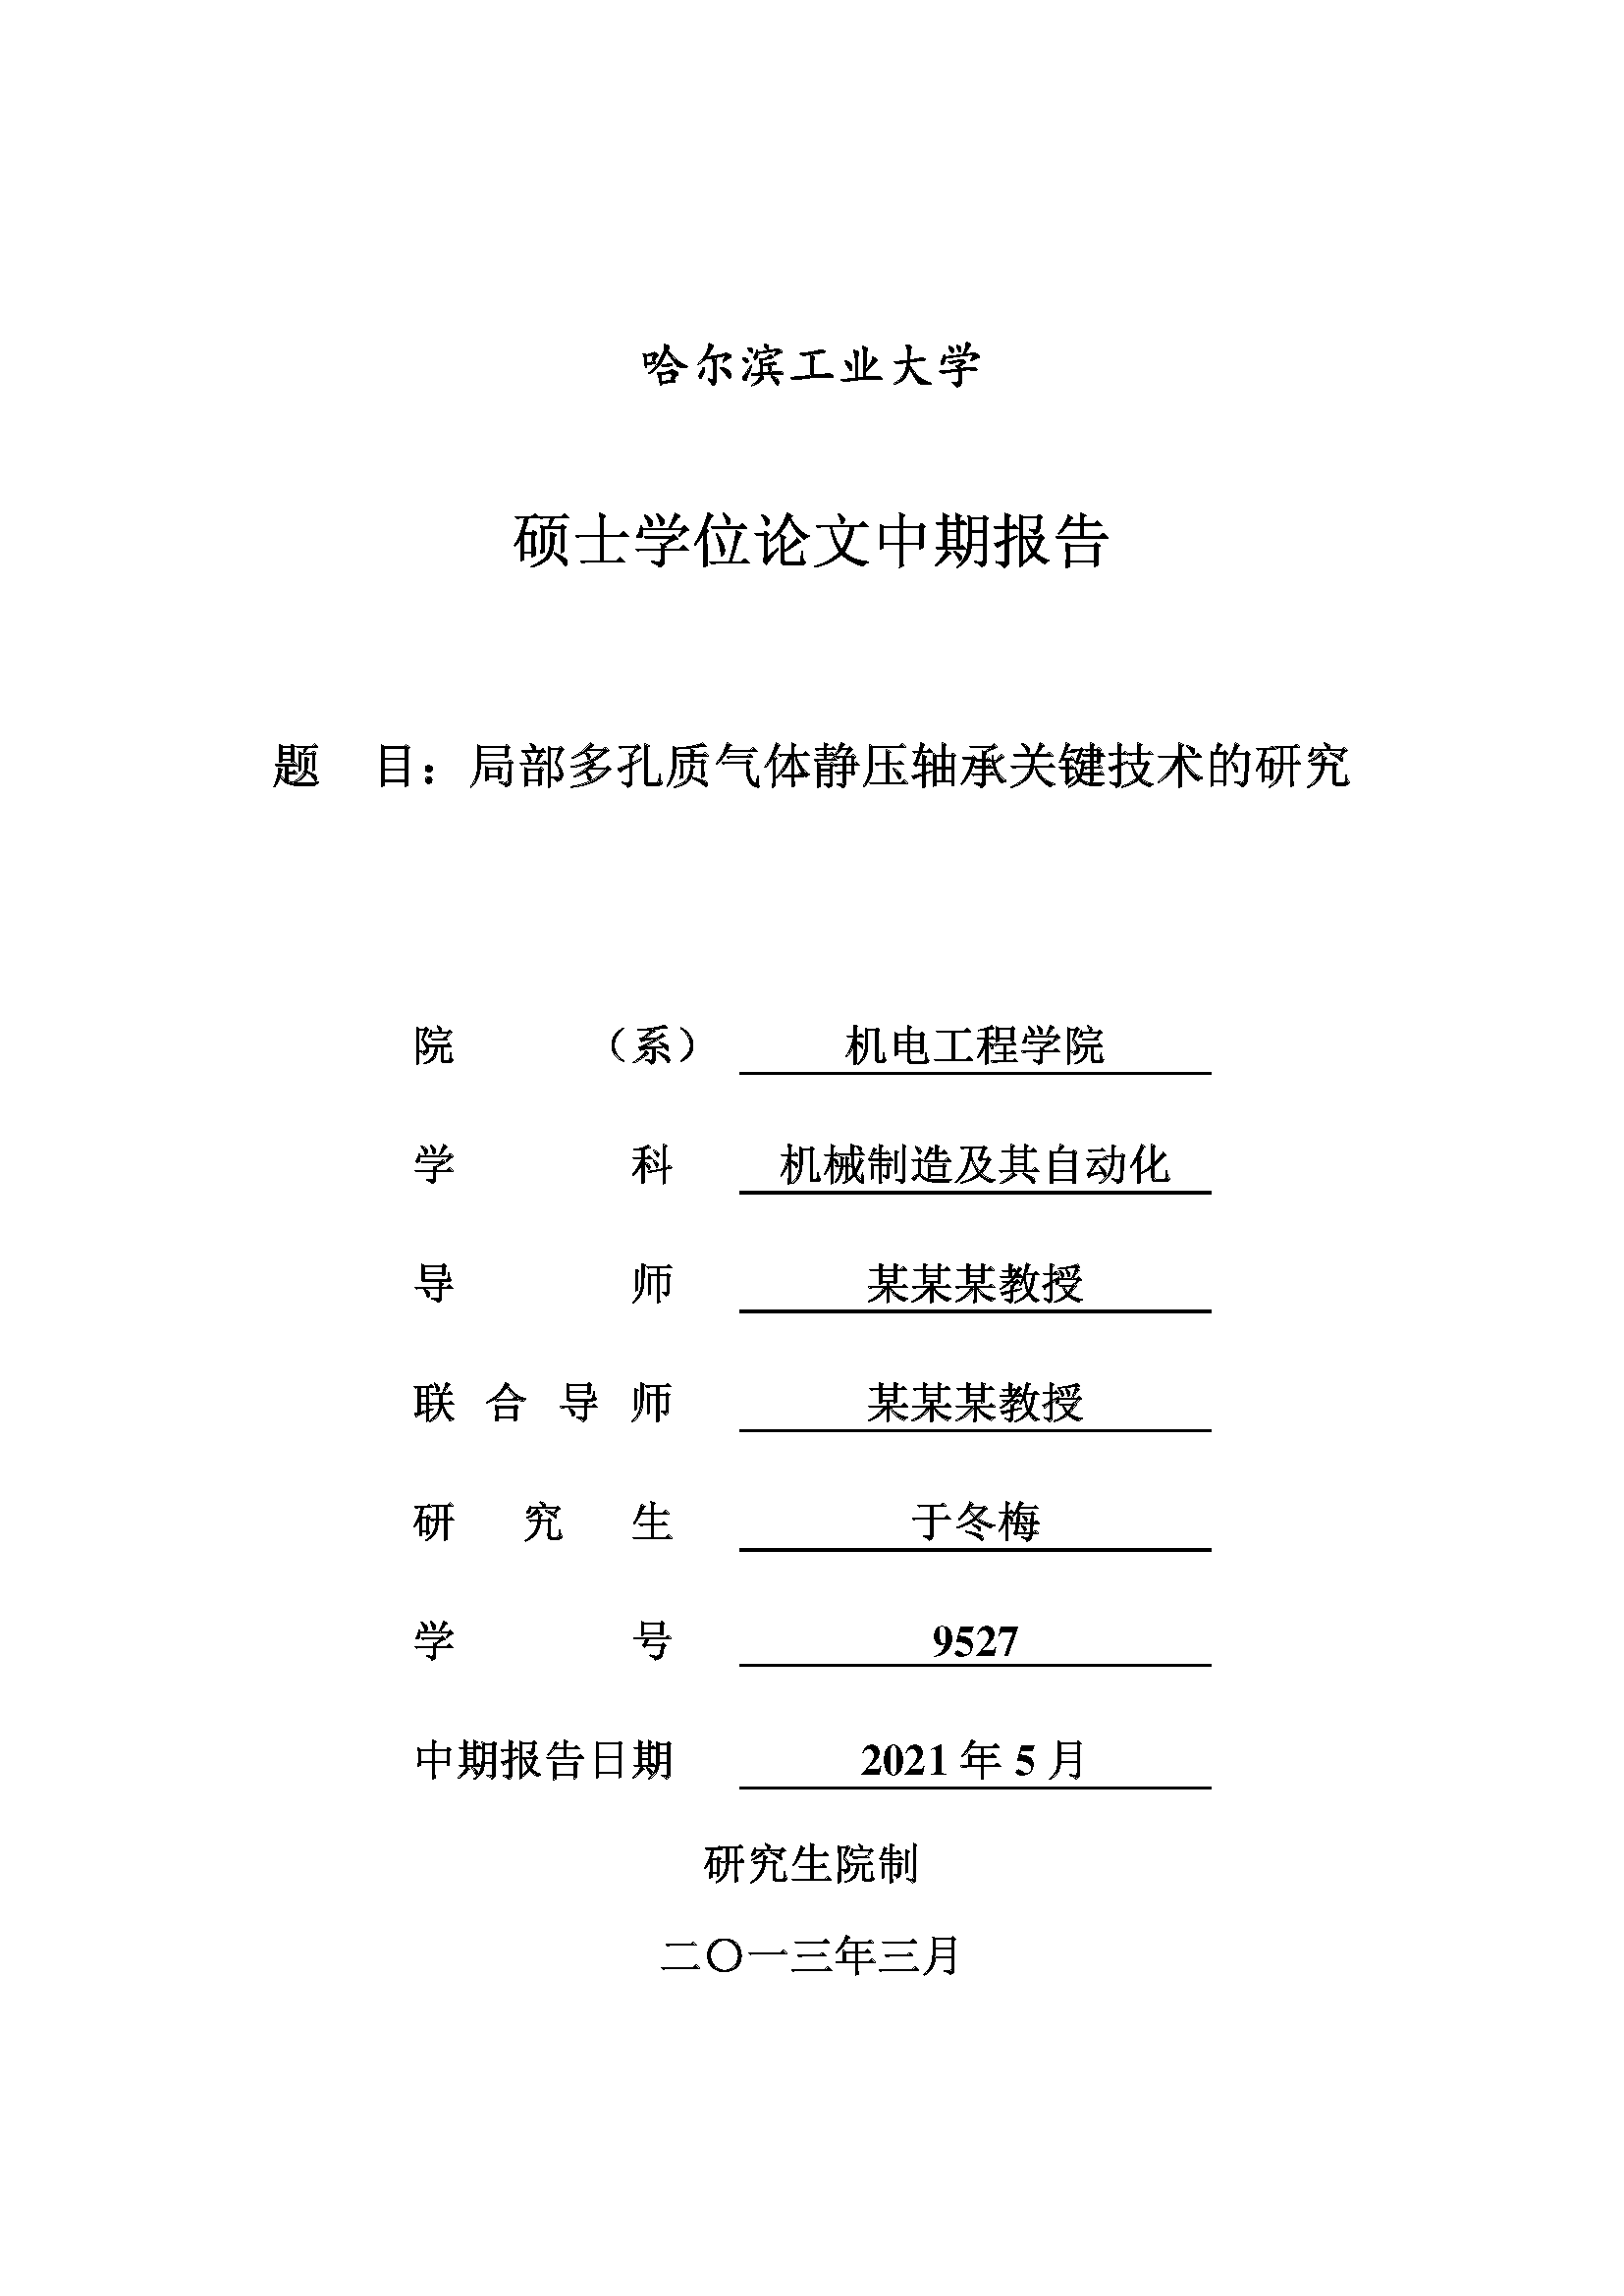 哈尔滨工业大学
硕士学位论文中期报告
题 目：局部多孔质气体静压轴承关键技术的研究
院 （系） 机电工程学院
学 科 机械制造及其自动化
导 师 某某某教授
联 合 导 师 某某某教授
研 究 生 于冬梅
学 号 9527
中期报告日期 2021 年 5 月
研究生院制
二〇一三年三月